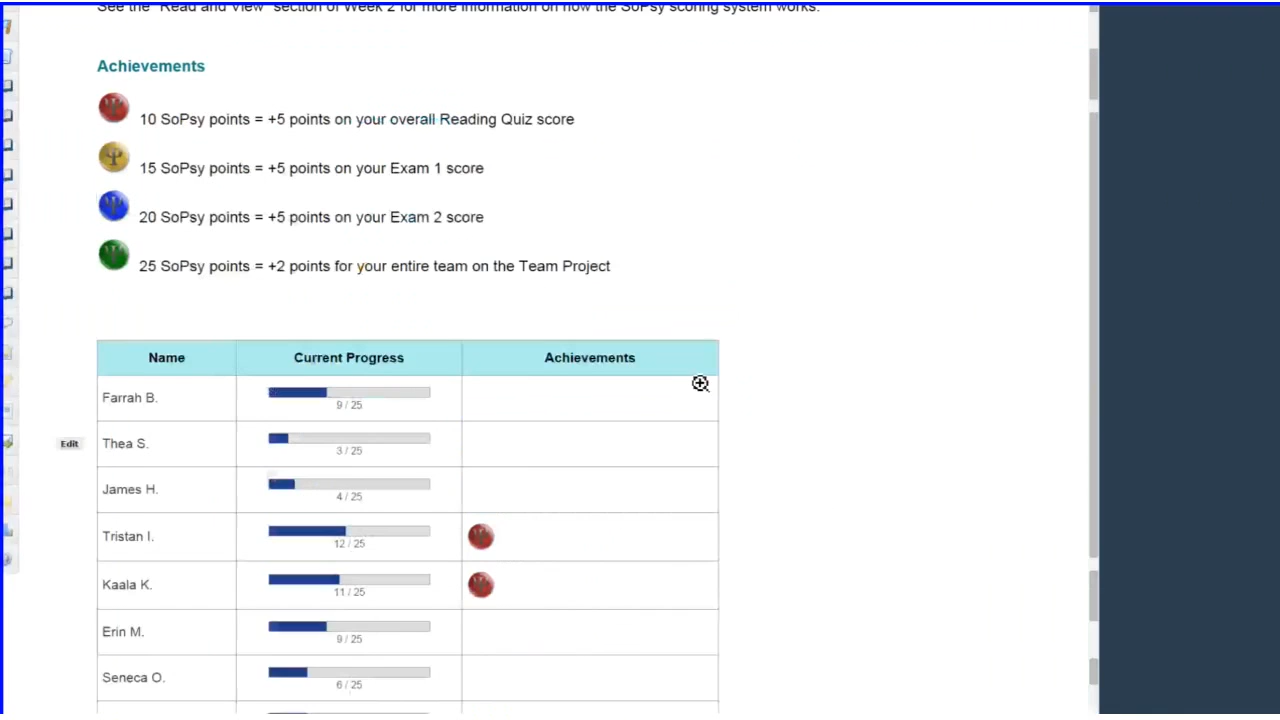 See the "Read and View" section of Week 2 for more information on how the SoPsy scoring system works.
Achievements
10 SoPsy points = +5 points on your overall Reading Quiz score
15 SoPsy points = +5 points on your Exam 1 score
20 SoPsy points = +5 points on your Exam 2 score
25 SoPsy points = +2 points for your entire team on the Team Project
Name Current Progress Achievements
Farrah B. 9 / 25
Edit Thea S. 3 / 25
James H. 4 / 25
Tristan I. 12 / 25
Kaala K. 11 / 25
Erin M. 9 / 25
Seneca O. 6 / 25